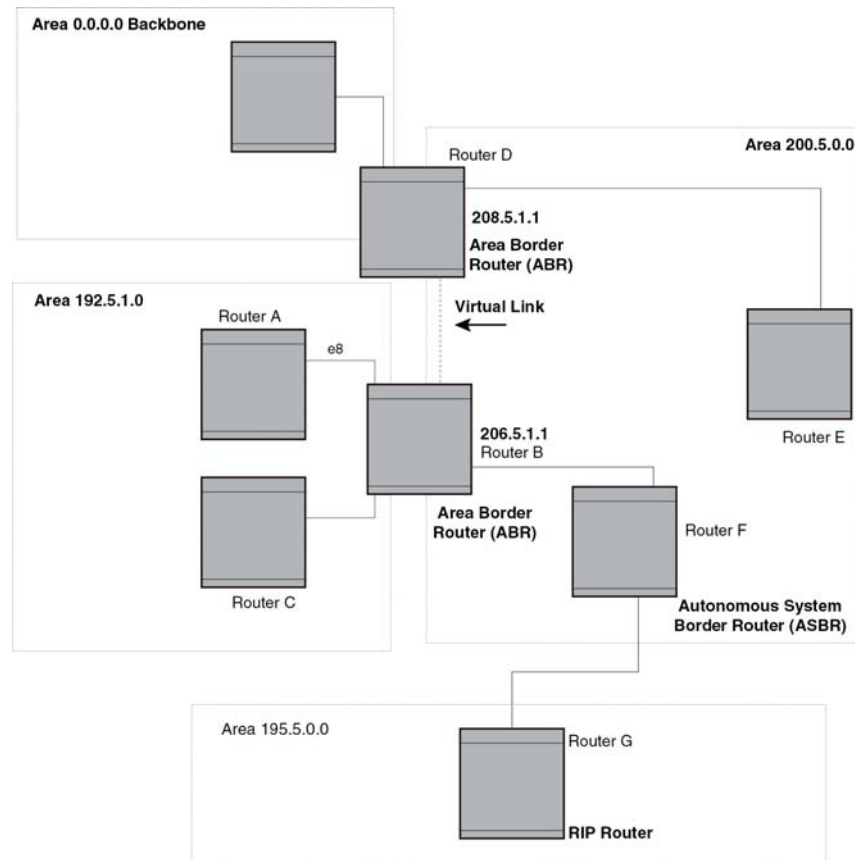 Area 0.0.0.0 Backbone
Router D
Area 200.5.0.0
208.5.1.1
Area Border
Router (ABR)
Area 192.5.1.0
Virtual Link
Router A
e8
206.5.1.1
Router B
Router E
Area Border
Router (ABR)
Router F
Router C
Autonomous System
Border Router (ASBR)
Area 195.5.0.0
Router G
RIP Router